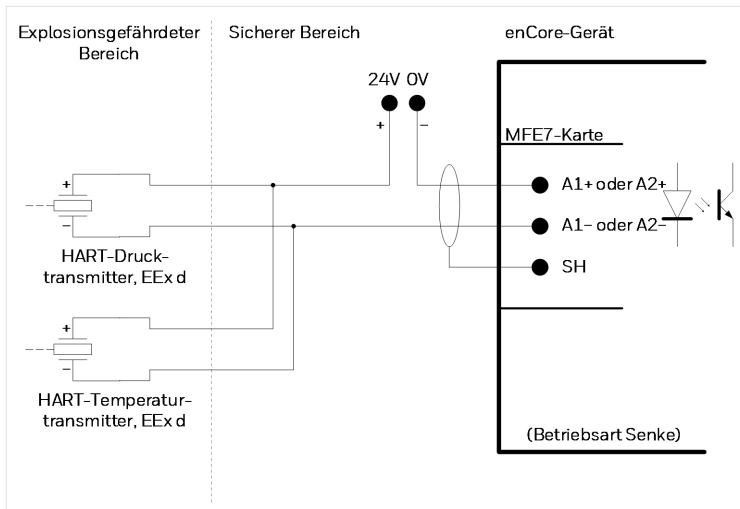 Explosionsgefährdeter
Bereich
Sicherer Bereich
enCore-Gerät
24V 0V
+ −
MFE7-Karte
A1+ oder A2+
A1− oder A2−
SH
+
−
HART-Druck-
transmitter, EEx d
+
−
HART-Temperatur-
transmitter, EEx d
(Betriebsart Senke)